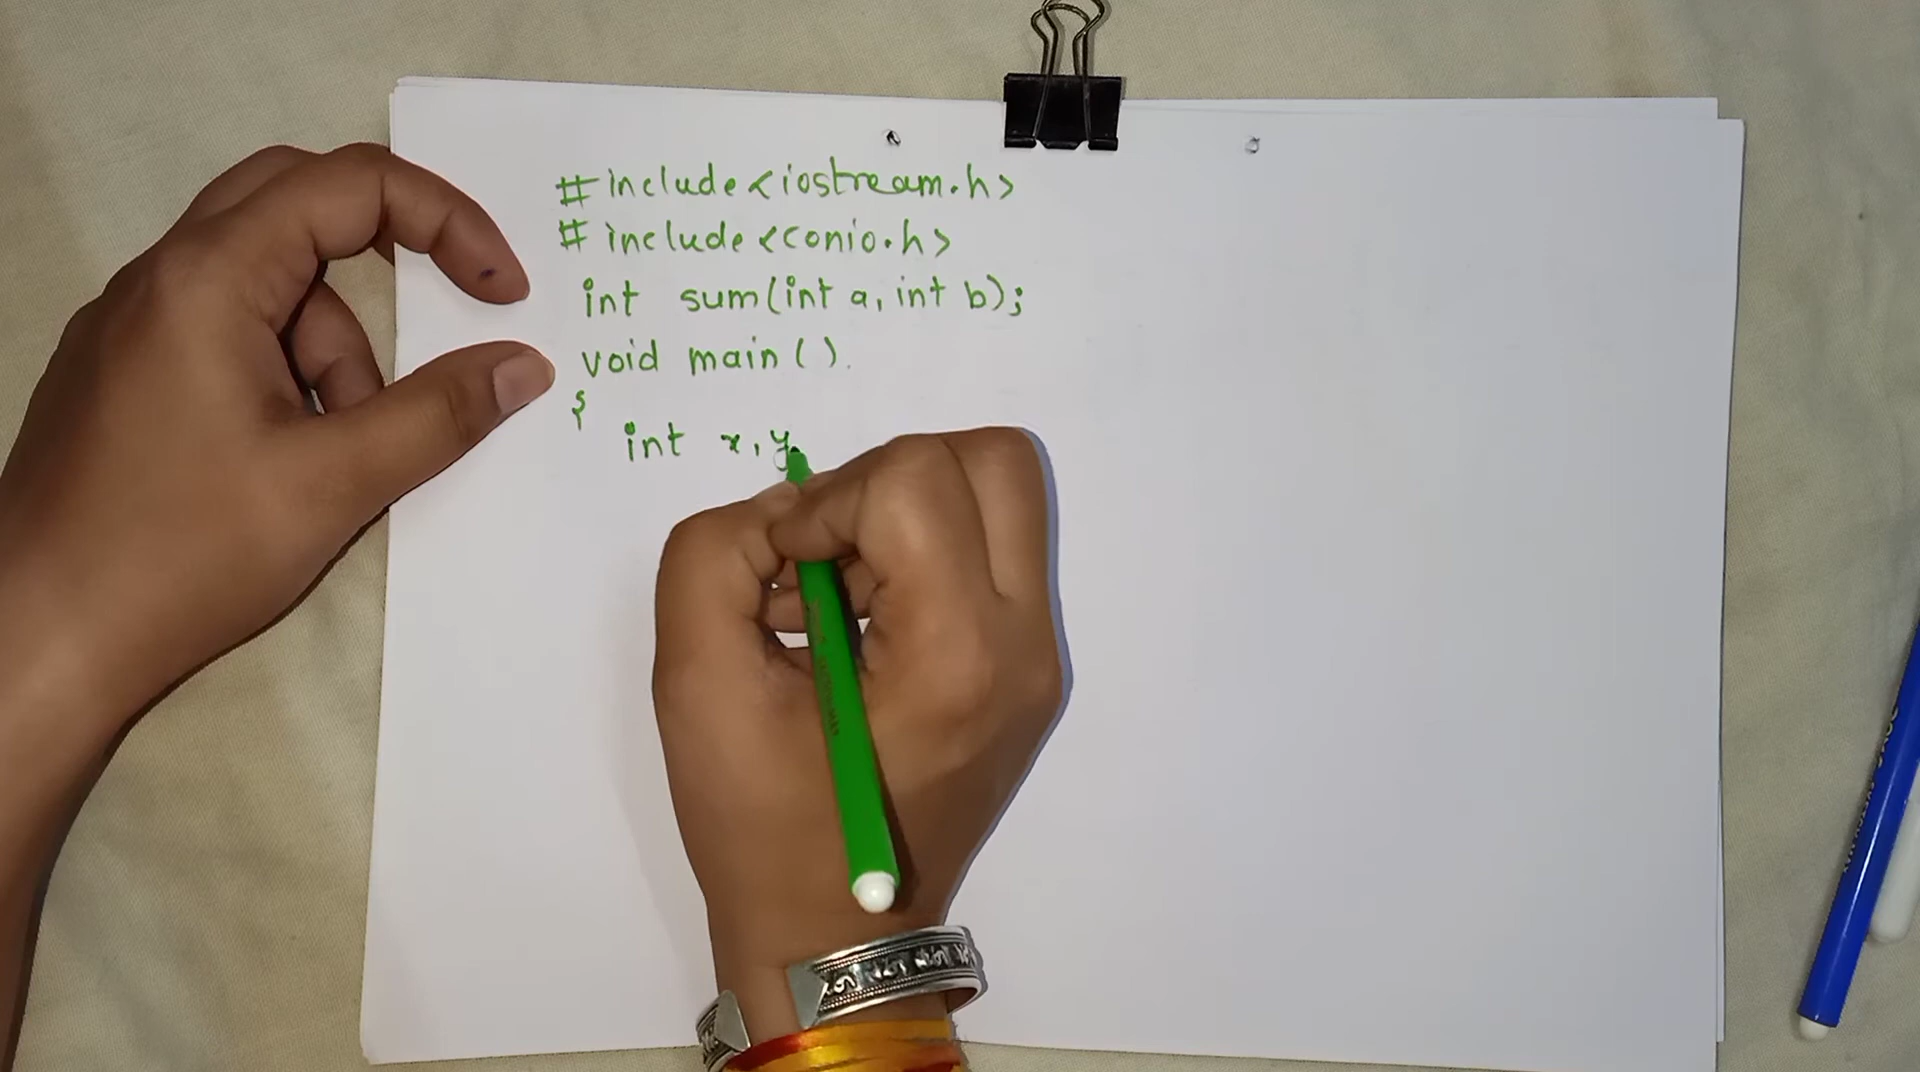 #include<iostream.h>
#include<conio.h>
int sum(int a, int b);
void main().
{
int x, y